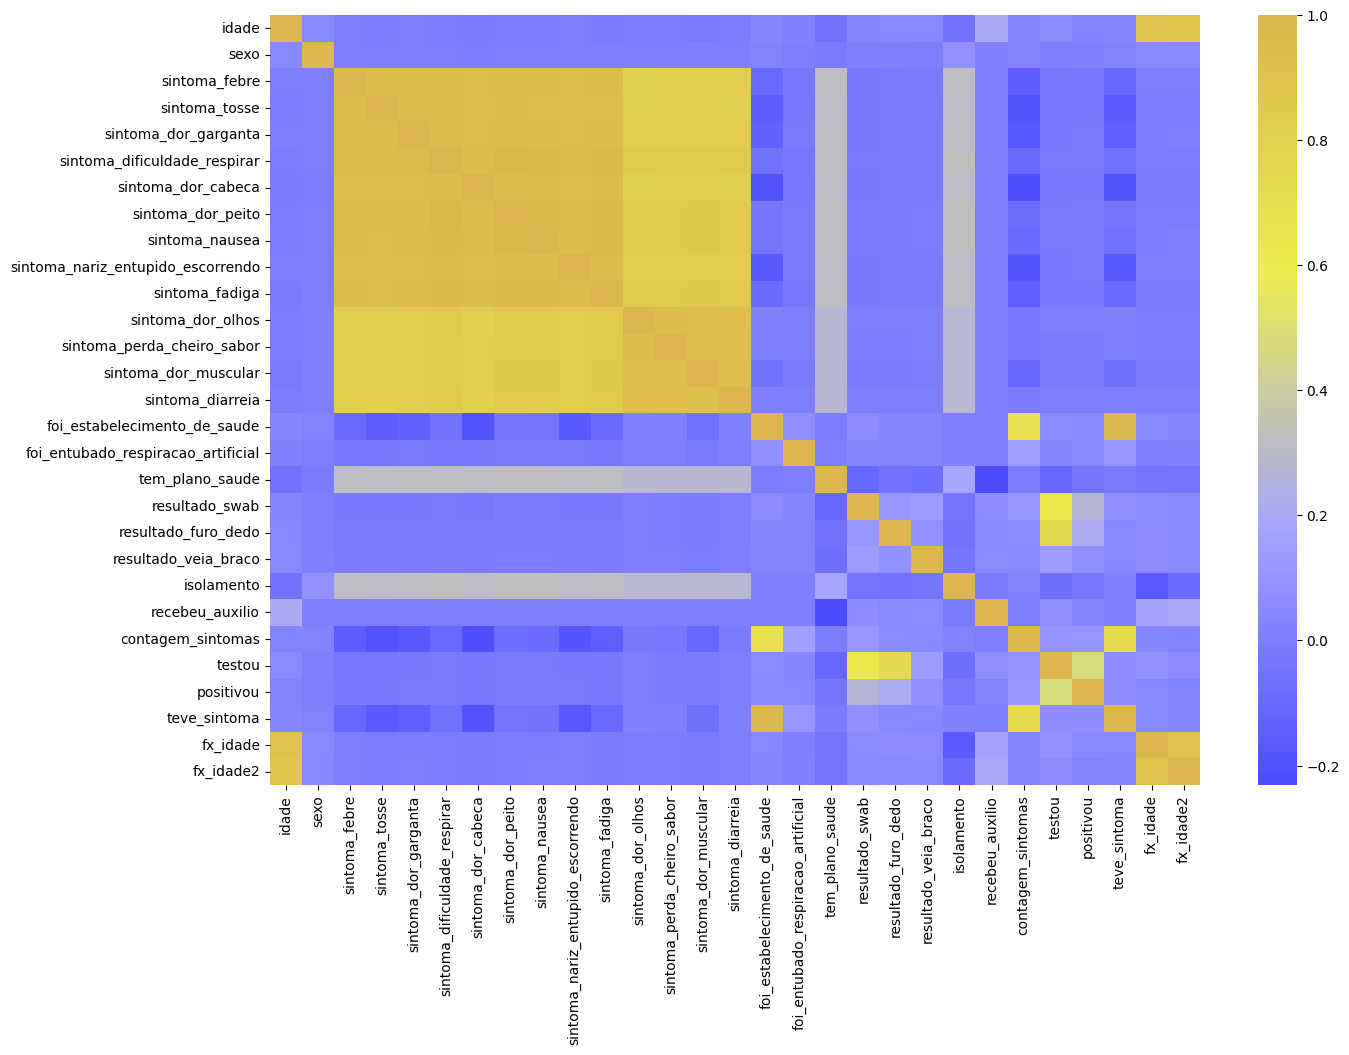 idade
sexo
sintoma_febre
sintoma_tosse
sintoma_dor_garganta
sintoma_dificuldade_respirar
sintoma_dor_cabeca
sintoma_dor_peito
sintoma_nausea
sintoma_nariz_entupido_escorrendo
sintoma_fadiga
sintoma_dor_olhos
sintoma_perda_cheiro_sabor
sintoma_dor_muscular
sintoma_diarreia
foi_estabelecimento_de_saude
foi_entubado_respiracao_artificial
tem_plano_saude
resultado_swab
resultado_furo_dedo
resultado_veia_braco
isolamento
recebeu_auxilio
contagem_sintomas
testou
positivou
teve_sintoma
fx_idade
fx_idade2
idade
sexo
sintoma_febre
sintoma_tosse
sintoma_dor_garganta
sintoma_dificuldade_respirar
sintoma_dor_cabeca
sintoma_dor_peito
sintoma_nausea
sintoma_nariz_entupido_escorrendo
sintoma_fadiga
sintoma_dor_olhos
sintoma_perda_cheiro_sabor
sintoma_dor_muscular
sintoma_diarreia
foi_estabelecimento_de_saude
foi_entubado_respiracao_artificial
tem_plano_saude
resultado_swab
resultado_furo_dedo
resultado_veia_braco
isolamento
recebeu_auxilio
contagem_sintomas
testou
positivou
teve_sintoma
fx_idade
fx_idade2
1.0
0.8
0.6
0.4
0.2
0.0
−0.2